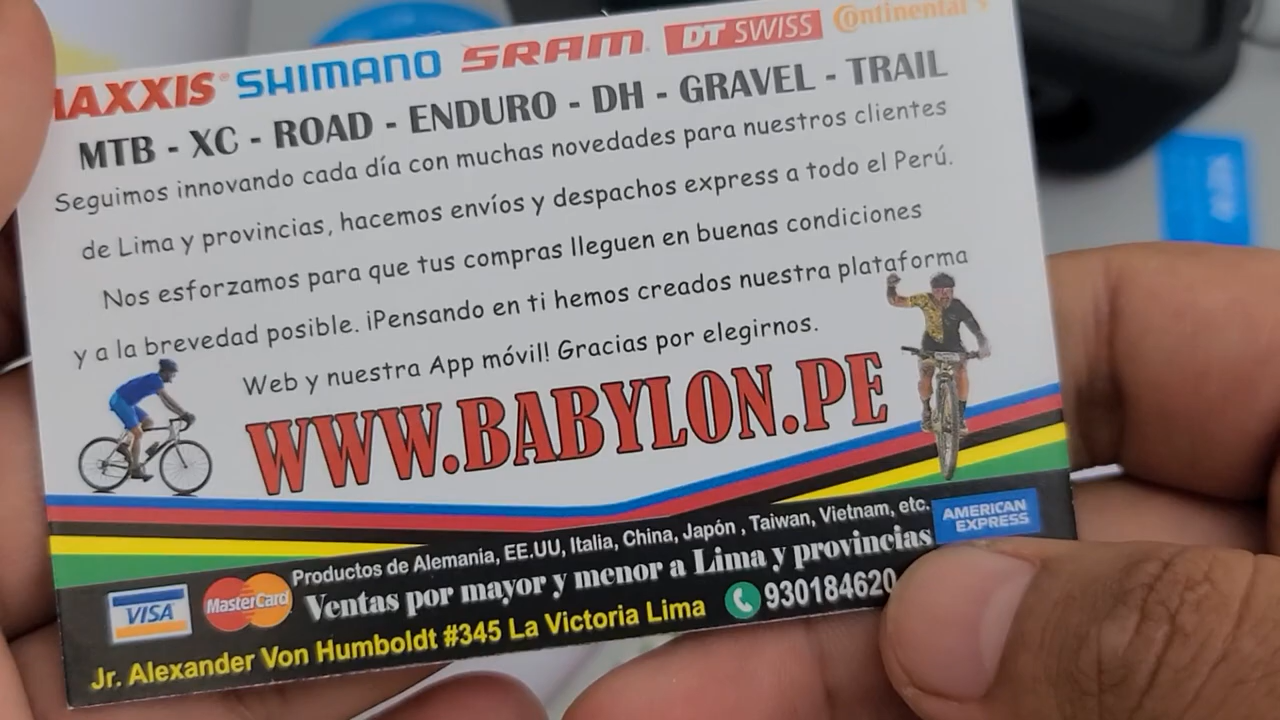 MAXXIS SHIMANO SRAM DT SWISS Continental
MTB - XC - ROAD - ENDURO - DH - GRAVEL - TRAIL
Seguimos innovando cada día con muchas novedades para nuestros clientes
de Lima y provincias, hacemos envíos y despachos express a todo el Perú.
Nos esforzamos para que tus compras lleguen en buenas condiciones
y a la brevedad posible. ¡Pensando en ti hemos creados nuestra plataforma
Web y nuestra App móvil! Gracias por elegirnos.
WWW.BABYLON.PE
Productos de Alemania, EE.UU, Italia, China, Japón , Taiwan, Vietnam, etc.
AMERICAN
EXPRESS
VISA
MasterCard
Ventas por mayor y menor a Lima y provincias
Jr. Alexander Von Humboldt #345 La Victoria Lima
930184620